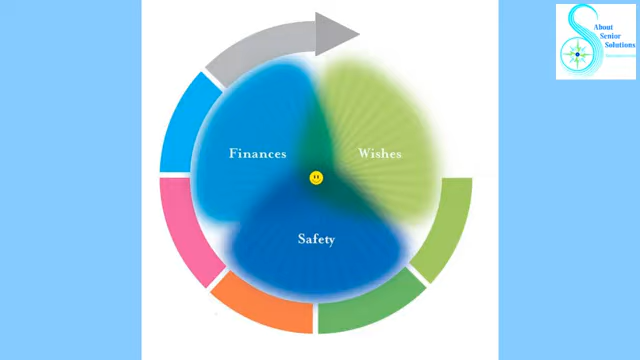 About
Senior
Solutions
Finances
Wishes
Safety